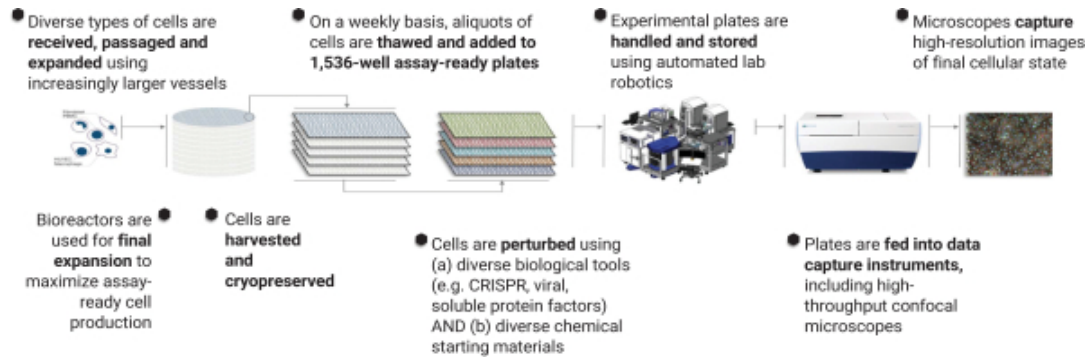 Diverse types of cells are
received, passaged and
expanded using
increasingly larger vessels
On a weekly basis, aliquots of
cells are thawed and added to
1,536-well assay-ready plates
Experimental plates are
handled and stored
using automated lab
robotics
Microscopes capture
high-resolution images
of final cellular state
Bioreactors are
used for final
expansion to
maximize assay-
ready cell
production
Cells are
harvested
and
cryopreserved
Cells are perturbed using
(a) diverse biological tools
(e.g. CRISPR, viral,
soluble protein factors)
AND (b) diverse chemical
starting materials
Plates are fed into data
capture instruments,
including high-
throughput confocal
microscopes